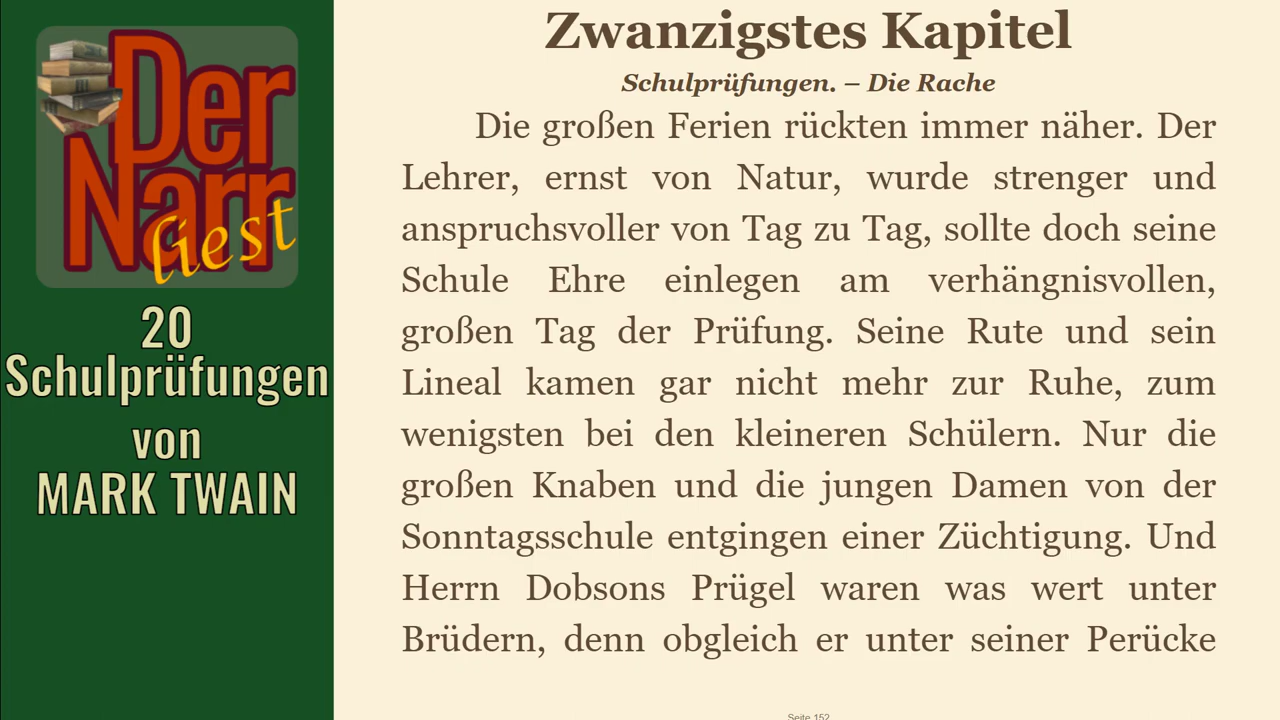 Der
Narr
liest
20
Schulprüfungen
von
MARK TWAIN
Zwanzigstes Kapitel
Schulprüfungen. – Die Rache
Die großen Ferien rückten immer näher. Der
Lehrer, ernst von Natur, wurde strenger und
anspruchsvoller von Tag zu Tag, sollte doch seine
Schule Ehre einlegen am verhängnisvollen,
großen Tag der Prüfung. Seine Rute und sein
Lineal kamen gar nicht mehr zur Ruhe, zum
wenigsten bei den kleineren Schülern. Nur die
großen Knaben und die jungen Damen von der
Sonntagsschule entgingen einer Züchtigung. Und
Herrn Dobsons Prügel waren was wert unter
Brüdern, denn obgleich er unter seiner Perücke
Seite 152